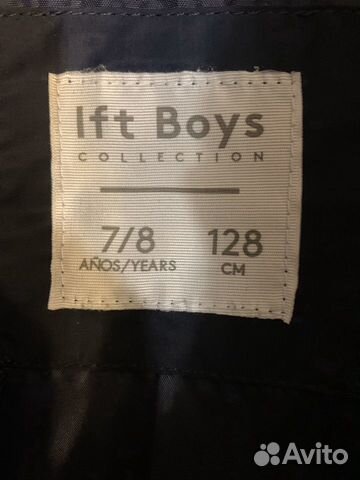 lft Boys
COLLECTION
7/8 128
AÑOS/YEARS CM
Avito